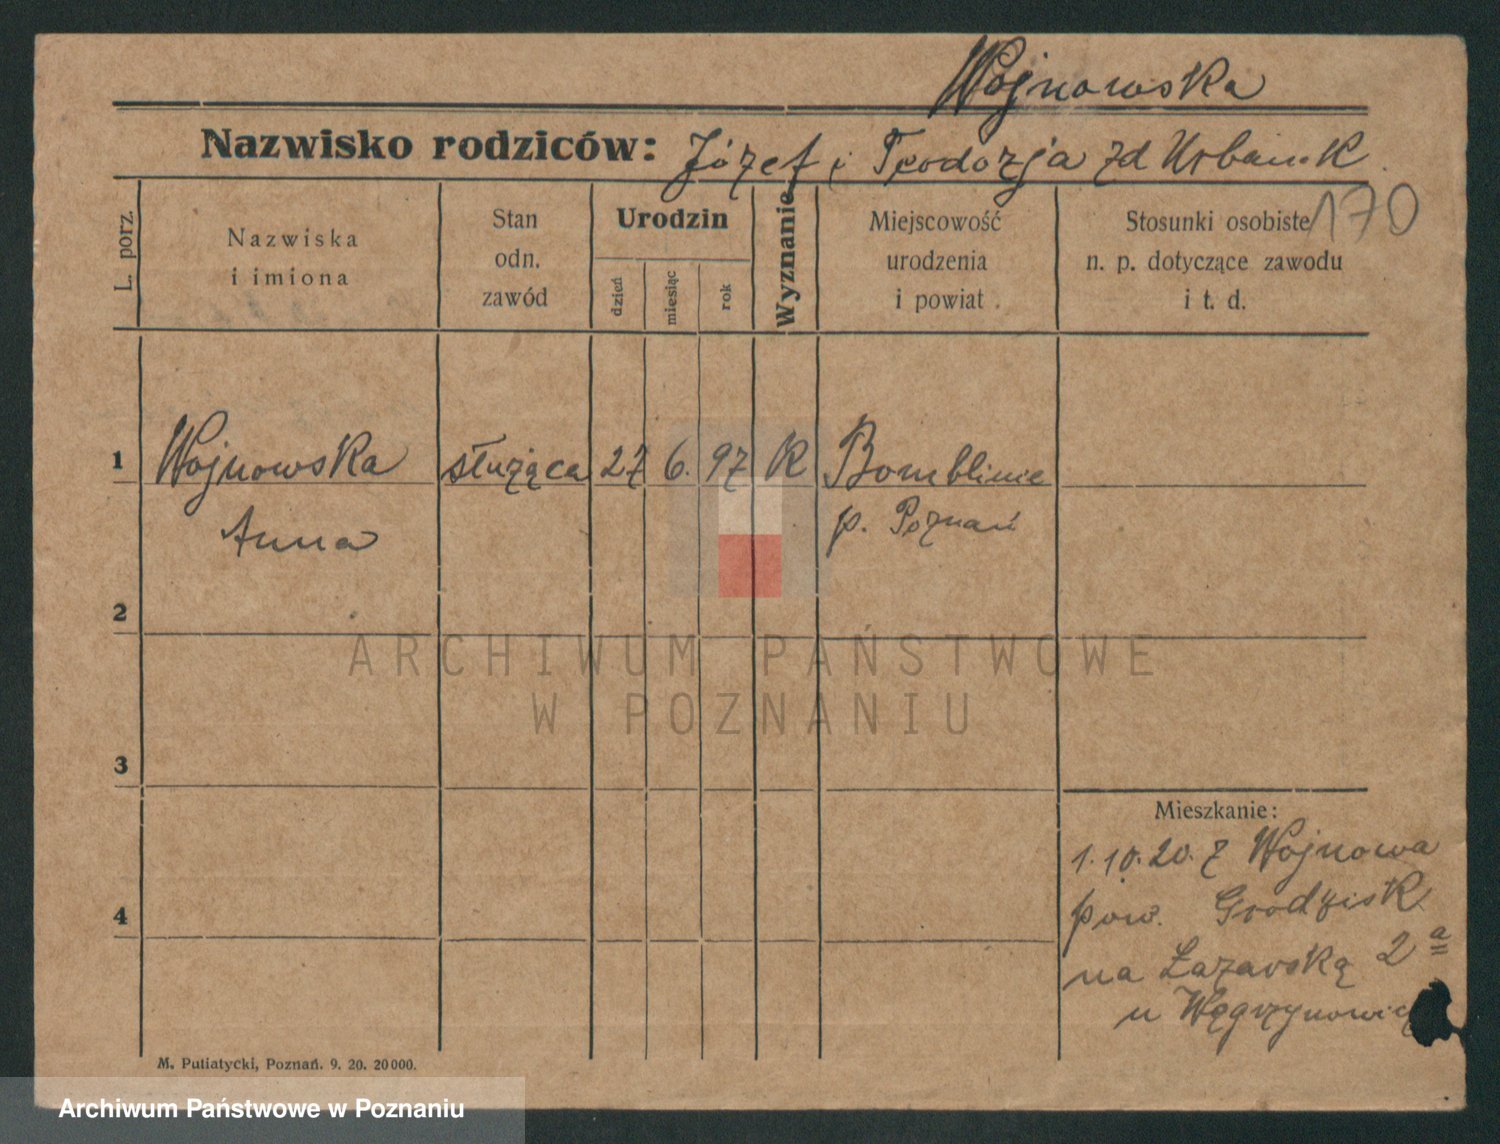 Wojnowska
Nazwisko rodziców: Józef i Teodozja zd Urbaniak
170
L. porz.
Nazwiska
i imiona
Stan
odn.
zawód
Urodzin
dzień
miesiąc
rok
Wyznanie
Miejscowość
urodzenia
i powiat
Stosunki osobiste
n. p. dotyczące zawodu
i t. d.
1 Wojnowska służąca 27 6. 97 K Bomblinie
Anna p. Poznań
2
ARCHIWUM PAŃSTWOWE
W POZNANIU
3
Mieszkanie:
1.10.20. z Wojnowa
pow. Grodzisk
na Łazarską 2a
u
4
M. Putiatycki, Poznań. 9. 20. 20000.
Archiwum Państwowe w Poznaniu